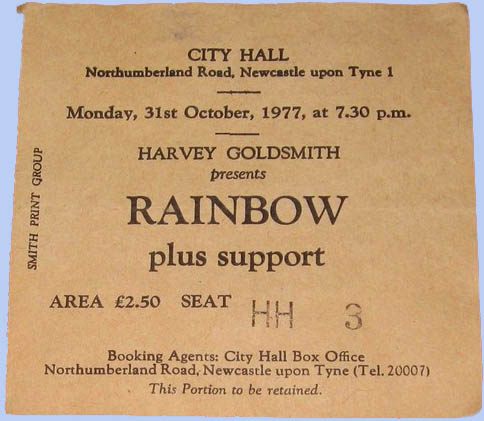 CITY HALL
Northumberland Road, Newcastle upon Tyne 1
Monday, 31st October, 1977, at 7.30 p.m.
HARVEY GOLDSMITH
presents
RAINBOW
plus support
AREA £2.50 SEAT HH 3
Booking Agents: City Hall Box Office
Northumberland Road, Newcastle upon Tyne (Tel. 20007)
This Portion to be retained.
SMITH PRINT GROUP